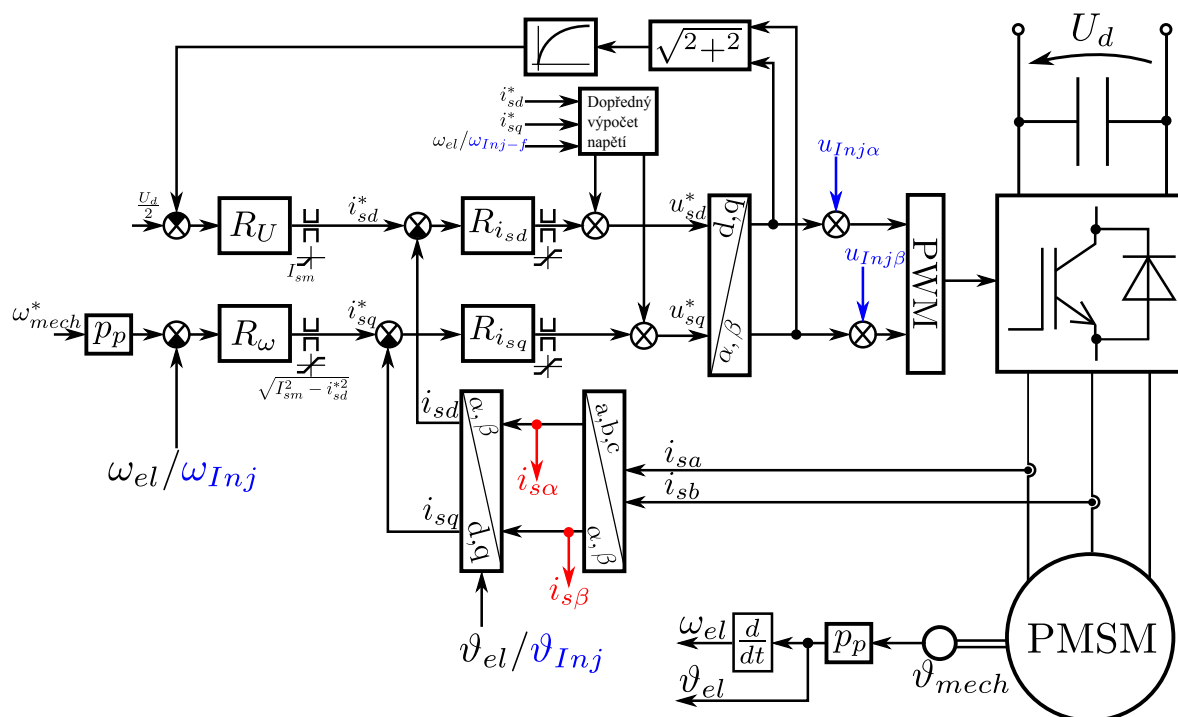 U_d
√2+2
i*_sd
i*_sq
ω_el/ω_Inj−f
Dopředný
výpočet
napětí
u_Injα
U_d/2
R_U
i*_sd
I_sm
R_i_sd
u*_sd
d,q
α,β
u_Injβ
PWM
ω*_mech
p_p
R_ω
i*_sq
√I²_sm − i*²_sd
R_i_sq
u*_sq
i_sd
α,β
d,q
i_sα
a,b,c
α,β
i_sa
i_sb
ω_el/ω_Inj
i_sq
i_sβ
ϑ_el/ϑ_Inj
ω_el
d/dt
p_p
PMSM
ϑ_el
ϑ_mech